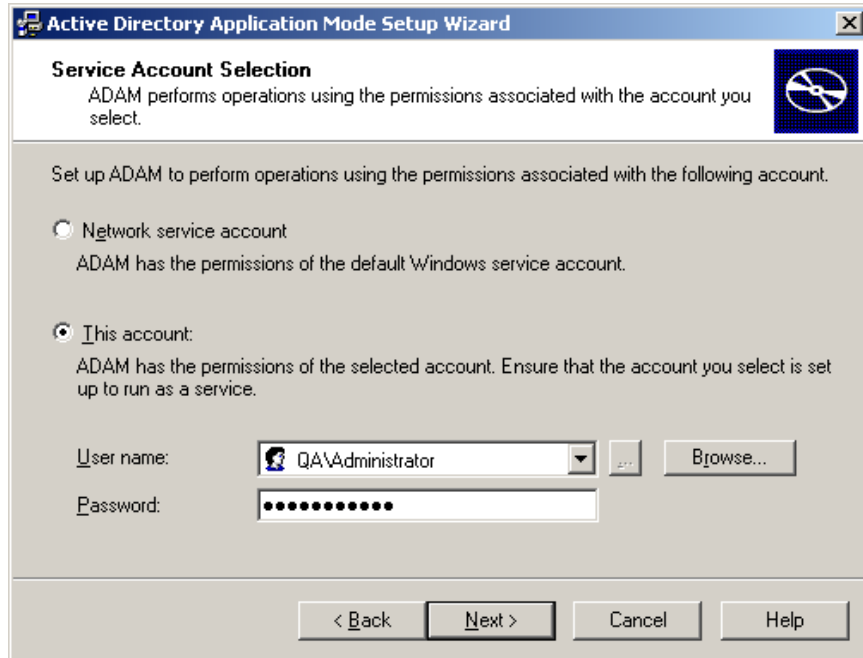 Active Directory Application Mode Setup Wizard
Service Account Selection
ADAM performs operations using the permissions associated with the account you
select.
Set up ADAM to perform operations using the permissions associated with the following account.
Network service account
ADAM has the permissions of the default Windows service account.
This account:
ADAM has the permissions of the selected account. Ensure that the account you select is set
up to run as a service.
User name: QA\Administrator ... Browse...
Password: ●●●●●●●●●●●
< Back Next > Cancel Help